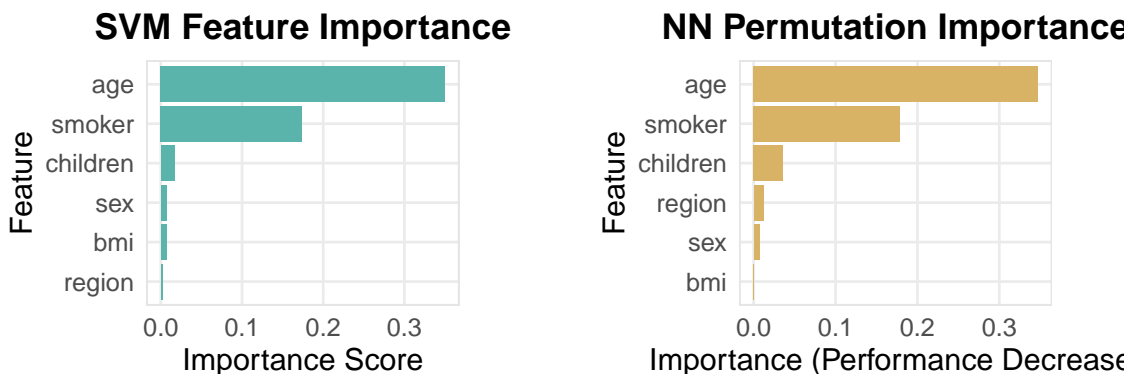 SVM Feature Importance
Feature
age
smoker
children
sex
bmi
region
0.0 0.1 0.2 0.3
Importance Score
NN Permutation Importance
Feature
age
smoker
children
region
sex
bmi
0.0 0.1 0.2 0.3
Importance (Performance Decrease